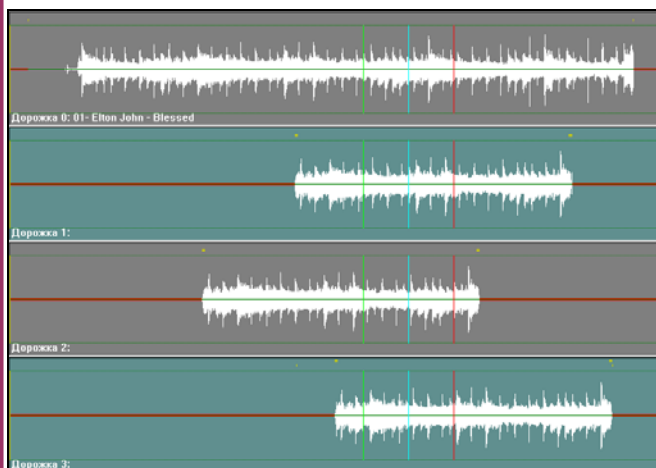 Дорожка 0: 01- Elton John - Blessed
Дорожка 1:
Дорожка 2:
Дорожка 3: